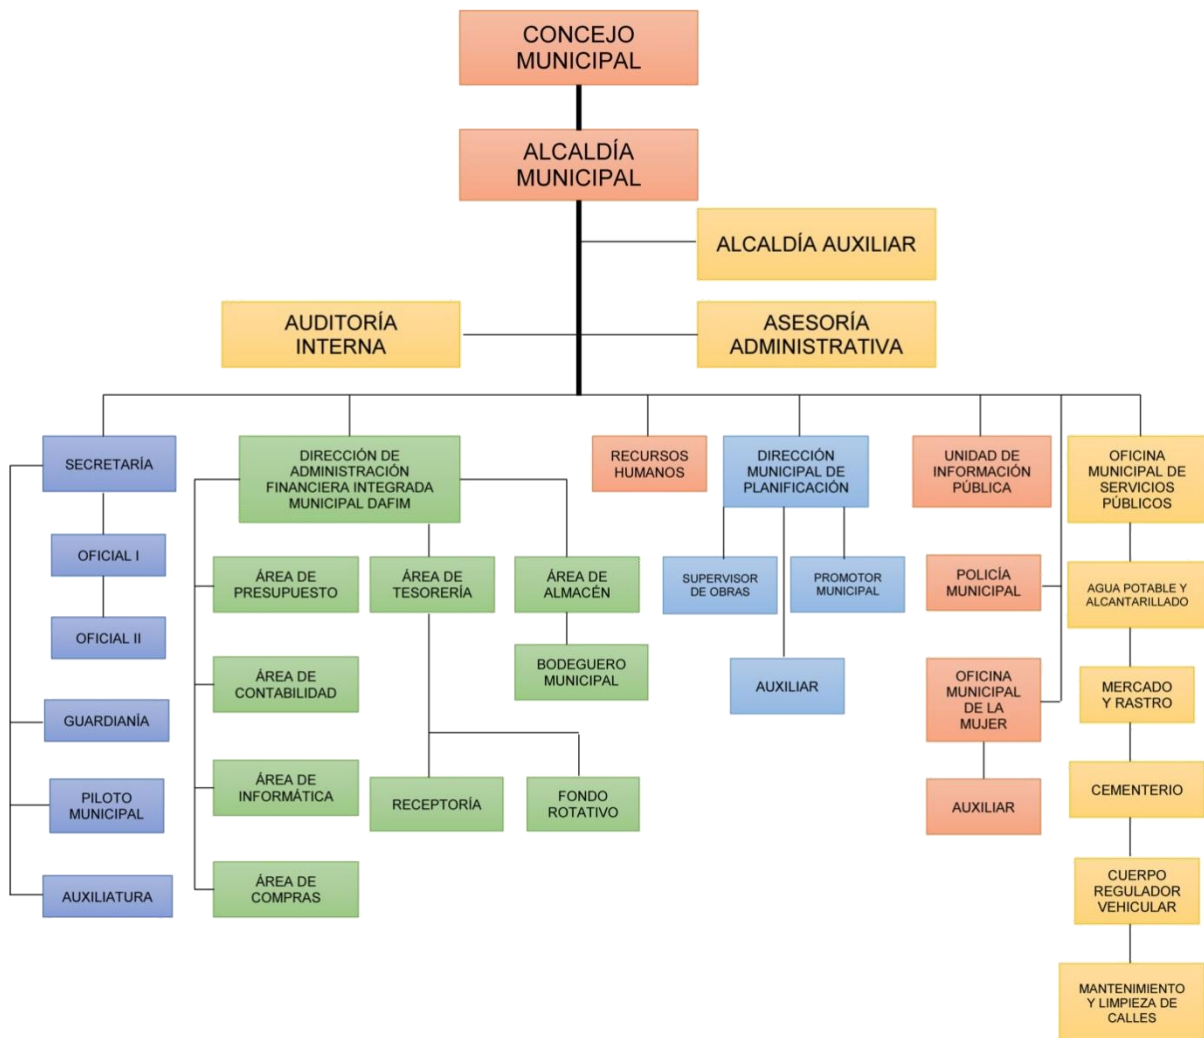 CONCEJO
MUNICIPAL
ALCALDÍA
MUNICIPAL
ALCALDÍA AUXILIAR
AUDITORÍA
INTERNA
ASESORÍA
ADMINISTRATIVA
SECRETARÍA
OFICIAL I
OFICIAL II
GUARDIANÍA
PILOTO
MUNICIPAL
AUXILIATURA
DIRECCIÓN DE
ADMINISTRACIÓN
FINANCIERA INTEGRADA
MUNICIPAL DAFIM
ÁREA DE
PRESUPUESTO
ÁREA DE
CONTABILIDAD
ÁREA DE
INFORMÁTICA
ÁREA DE
COMPRAS
ÁREA DE
TESORERÍA
RECEPTORÍA
FONDO
ROTATIVO
ÁREA DE
ALMACÉN
BODEGUERO
MUNICIPAL
RECURSOS
HUMANOS
DIRECCIÓN
MUNICIPAL DE
PLANIFICACIÓN
SUPERVISOR
DE OBRAS
PROMOTOR
MUNICIPAL
AUXILIAR
UNIDAD DE
INFORMACIÓN
PÚBLICA
POLICÍA
MUNICIPAL
OFICINA
MUNICIPAL
DE LA
MUJER
AUXILIAR
OFICINA
MUNICIPAL DE
SERVICIOS
PÚBLICOS
AGUA POTABLE Y
ALCANTARILLADO
MERCADO
Y RASTRO
CEMENTERIO
CUERPO
REGULADOR
VEHICULAR
MANTENIMIENTO
Y LIMPIEZA DE
CALLES